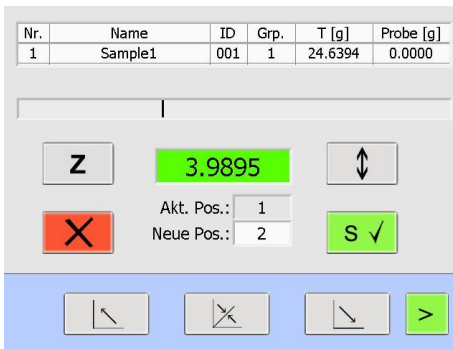 Nr. Name ID Grp. T [g] Probe [g]
1 Sample1 001 1 24.6394 0.0000
Z 3.9895
Akt. Pos.: 1
Neue Pos.: 2
S √
>